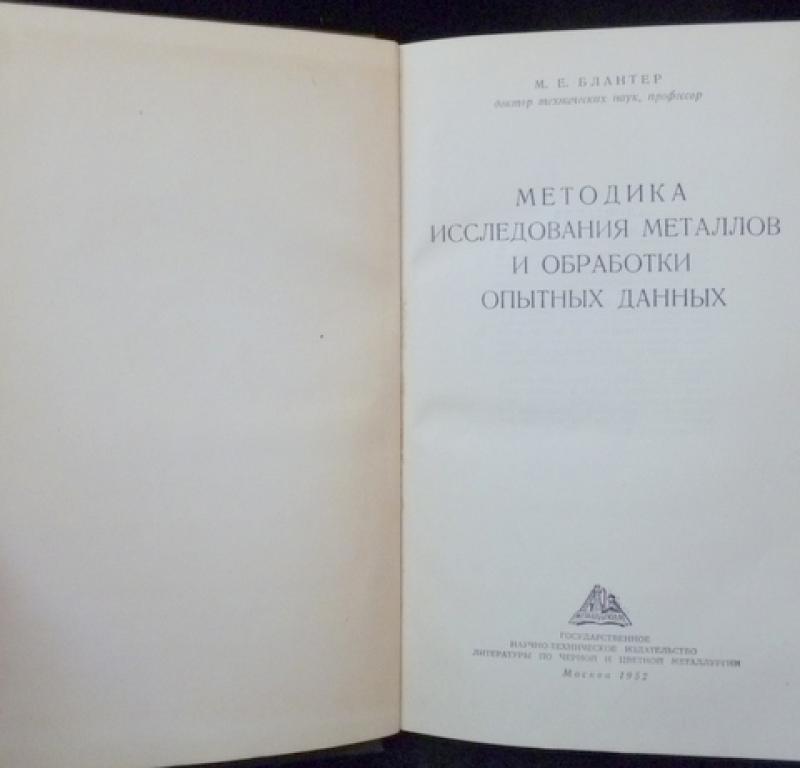 М. Е. БЛАНТЕР
доктор технических наук, профессор
МЕТОДИКА
ИССЛЕДОВАНИЯ МЕТАЛЛОВ
И ОБРАБОТКИ
ОПЫТНЫХ ДАННЫХ
ГОСУДАРСТВЕННОЕ
НАУЧНО-ТЕХНИЧЕСКОЕ ИЗДАТЕЛЬСТВО
ЛИТЕРАТУРЫ ПО ЧЕРНОЙ И ЦВЕТНОЙ МЕТАЛЛУРГИИ
Москва 1952